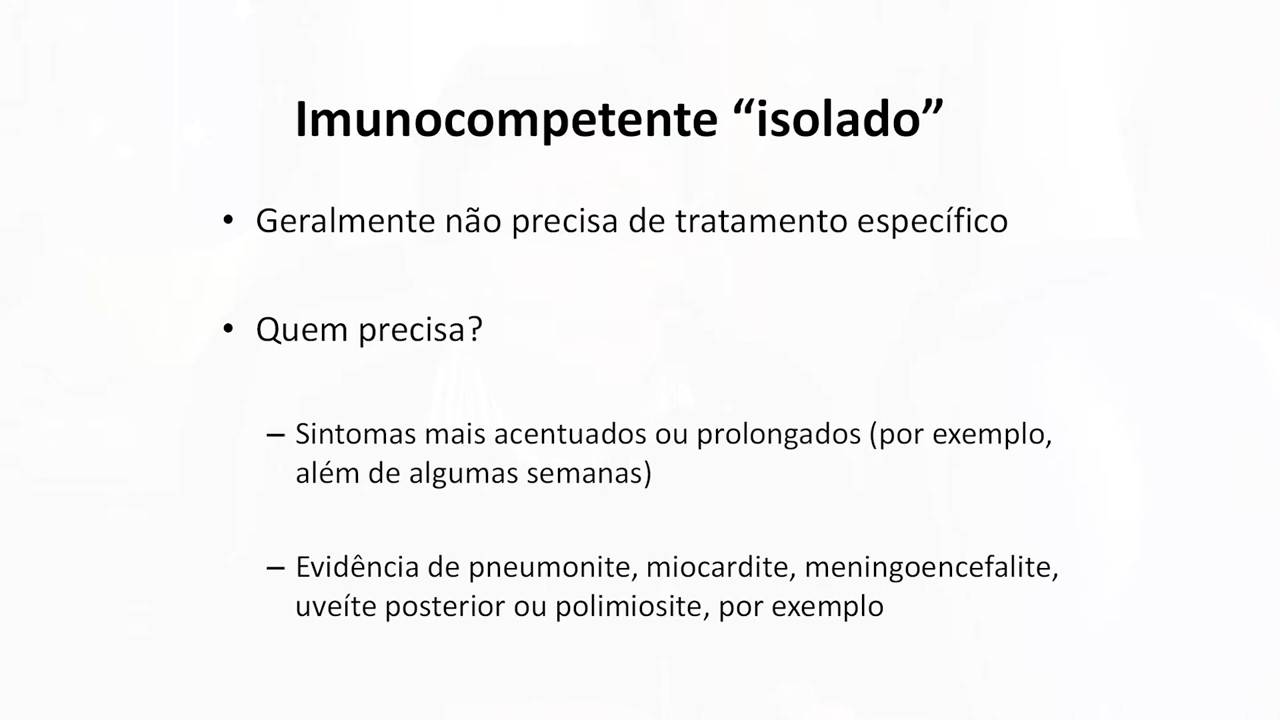 Imunocompetente “isolado”
• Geralmente não precisa de tratamento específico
• Quem precisa?
– Sintomas mais acentuados ou prolongados (por exemplo,
além de algumas semanas)
– Evidência de pneumonite, miocardite, meningoencefalite,
uveíte posterior ou polimiosite, por exemplo